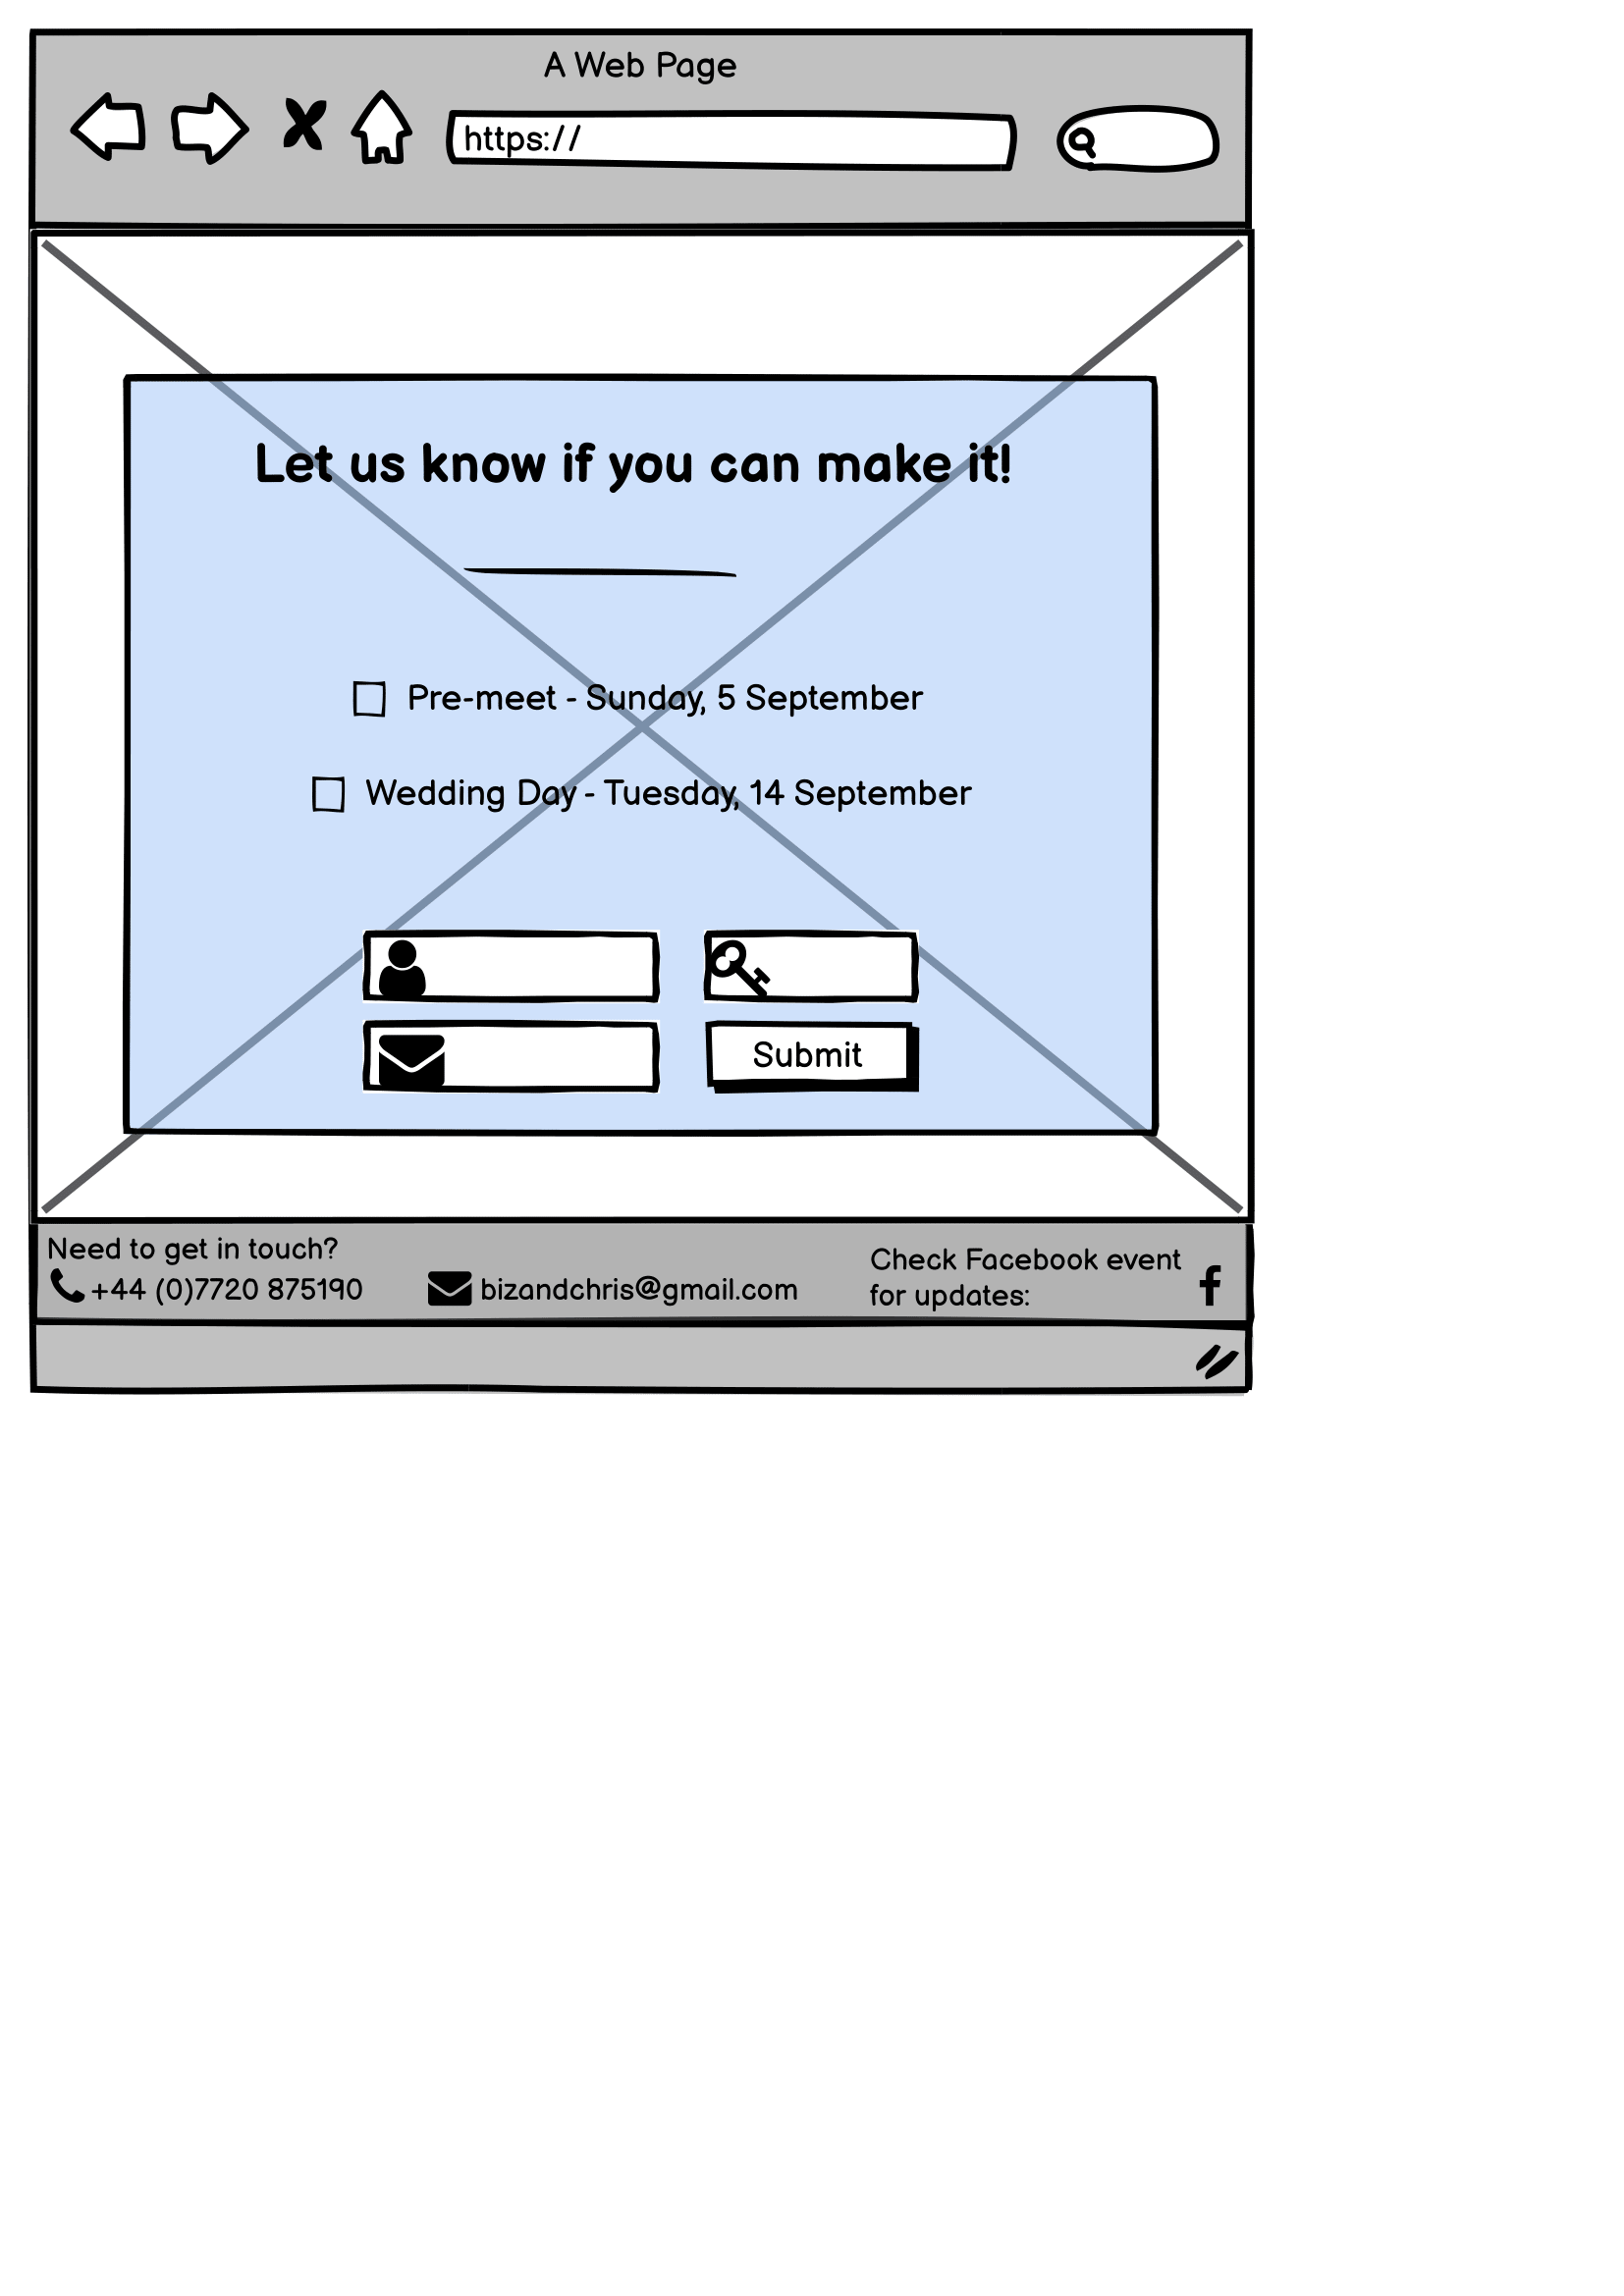 A Web Page
https://
Let us know if you can make it!
Pre-meet - Sunday, 5 September
Wedding Day - Tuesday, 14 September
Submit
Need to get in touch?
+44 (0)7720 875190
bizandchris@gmail.com
Check Facebook event
for updates: